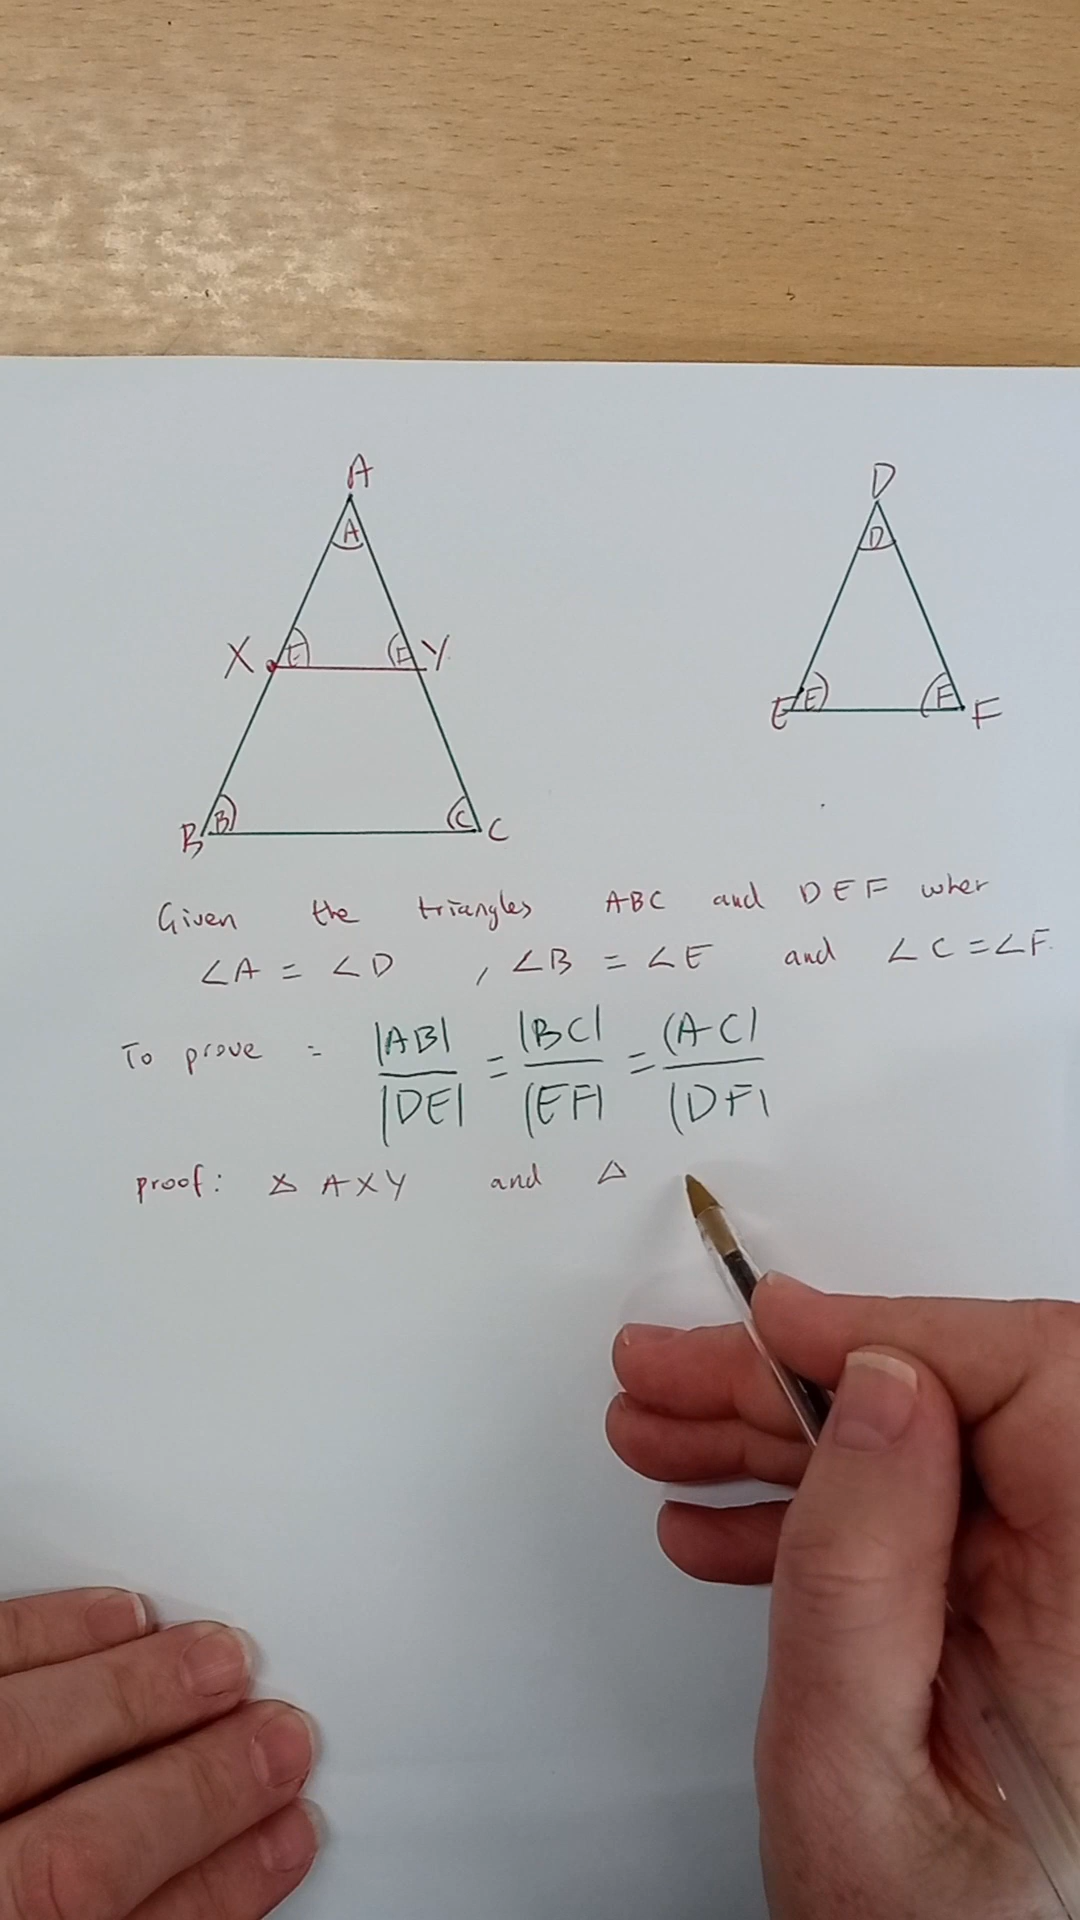 A
D
A
D
X E E Y
E E F F
B B C C
Given the triangles ABC and DEF wher
∠A = ∠D , ∠B = ∠E and ∠C = ∠F.
To prove = |AB| / |DE| = |BC| / |EF| = |AC| / |DF|
proof: △ AXY and △